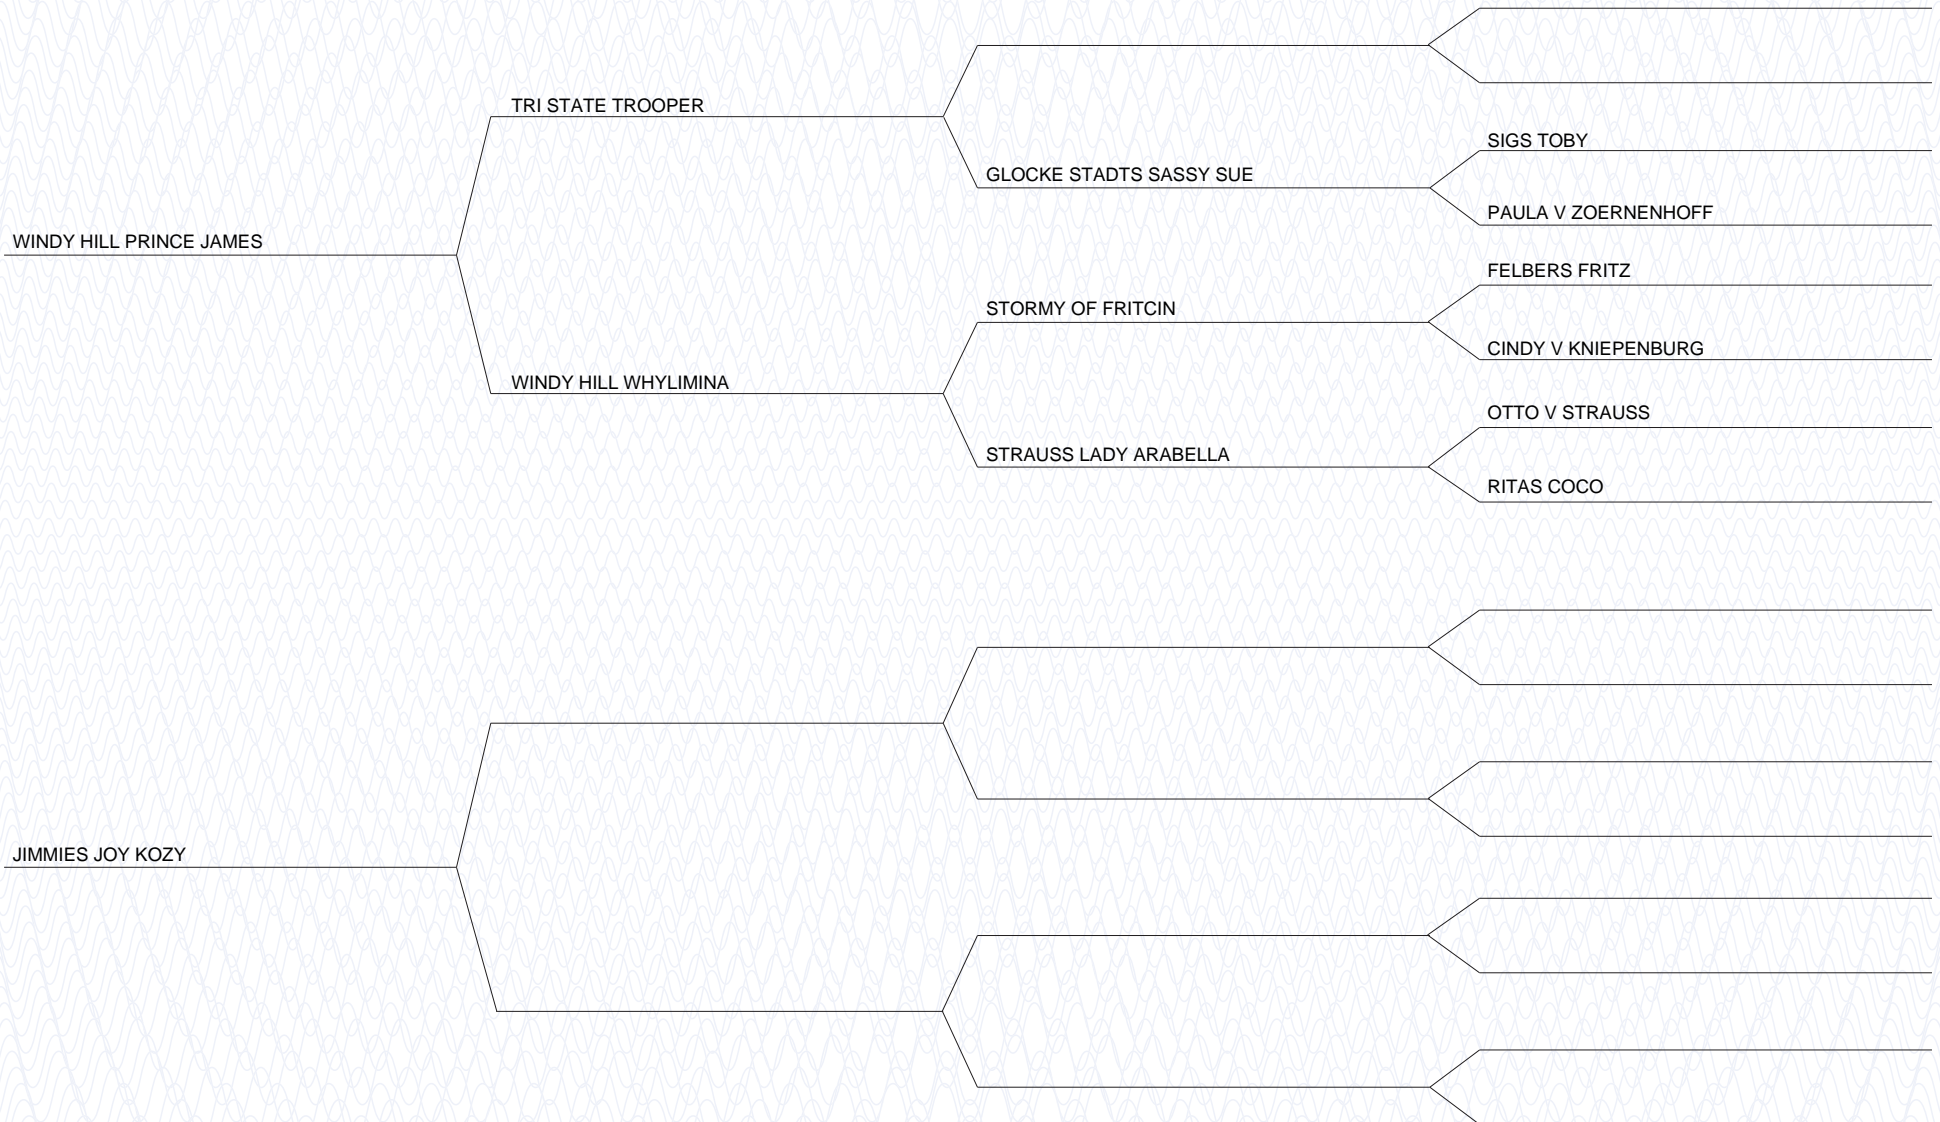 TRI STATE TROOPER
SIGS TOBY
GLOCKE STADTS SASSY SUE
PAULA V ZOERNENHOFF
WINDY HILL PRINCE JAMES
FELBERS FRITZ
STORMY OF FRITCIN
CINDY V KNIEPENBURG
WINDY HILL WHYLIMINA
OTTO V STRAUSS
STRAUSS LADY ARABELLA
RITAS COCO
JIMMIES JOY KOZY